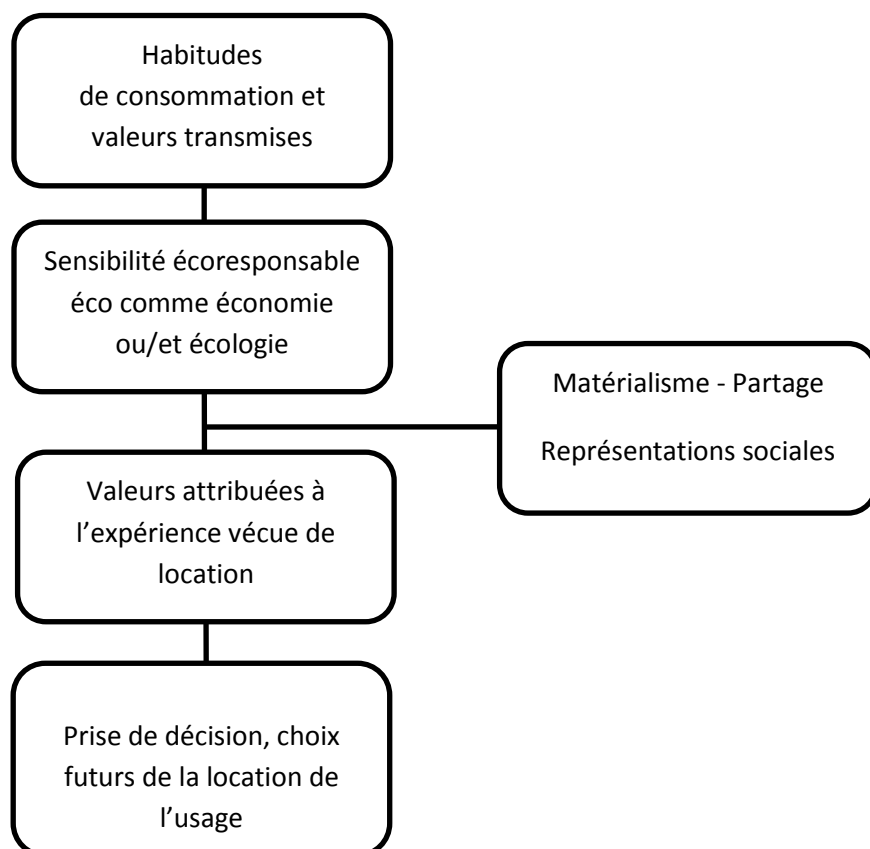 Habitudes
de consommation et
valeurs transmises
Sensibilité écoresponsable
éco comme économie
ou/et écologie
Matérialisme - Partage
Représentations sociales
Valeurs attribuées à
l’expérience vécue de
location
Prise de décision, choix
futurs de la location de
l’usage